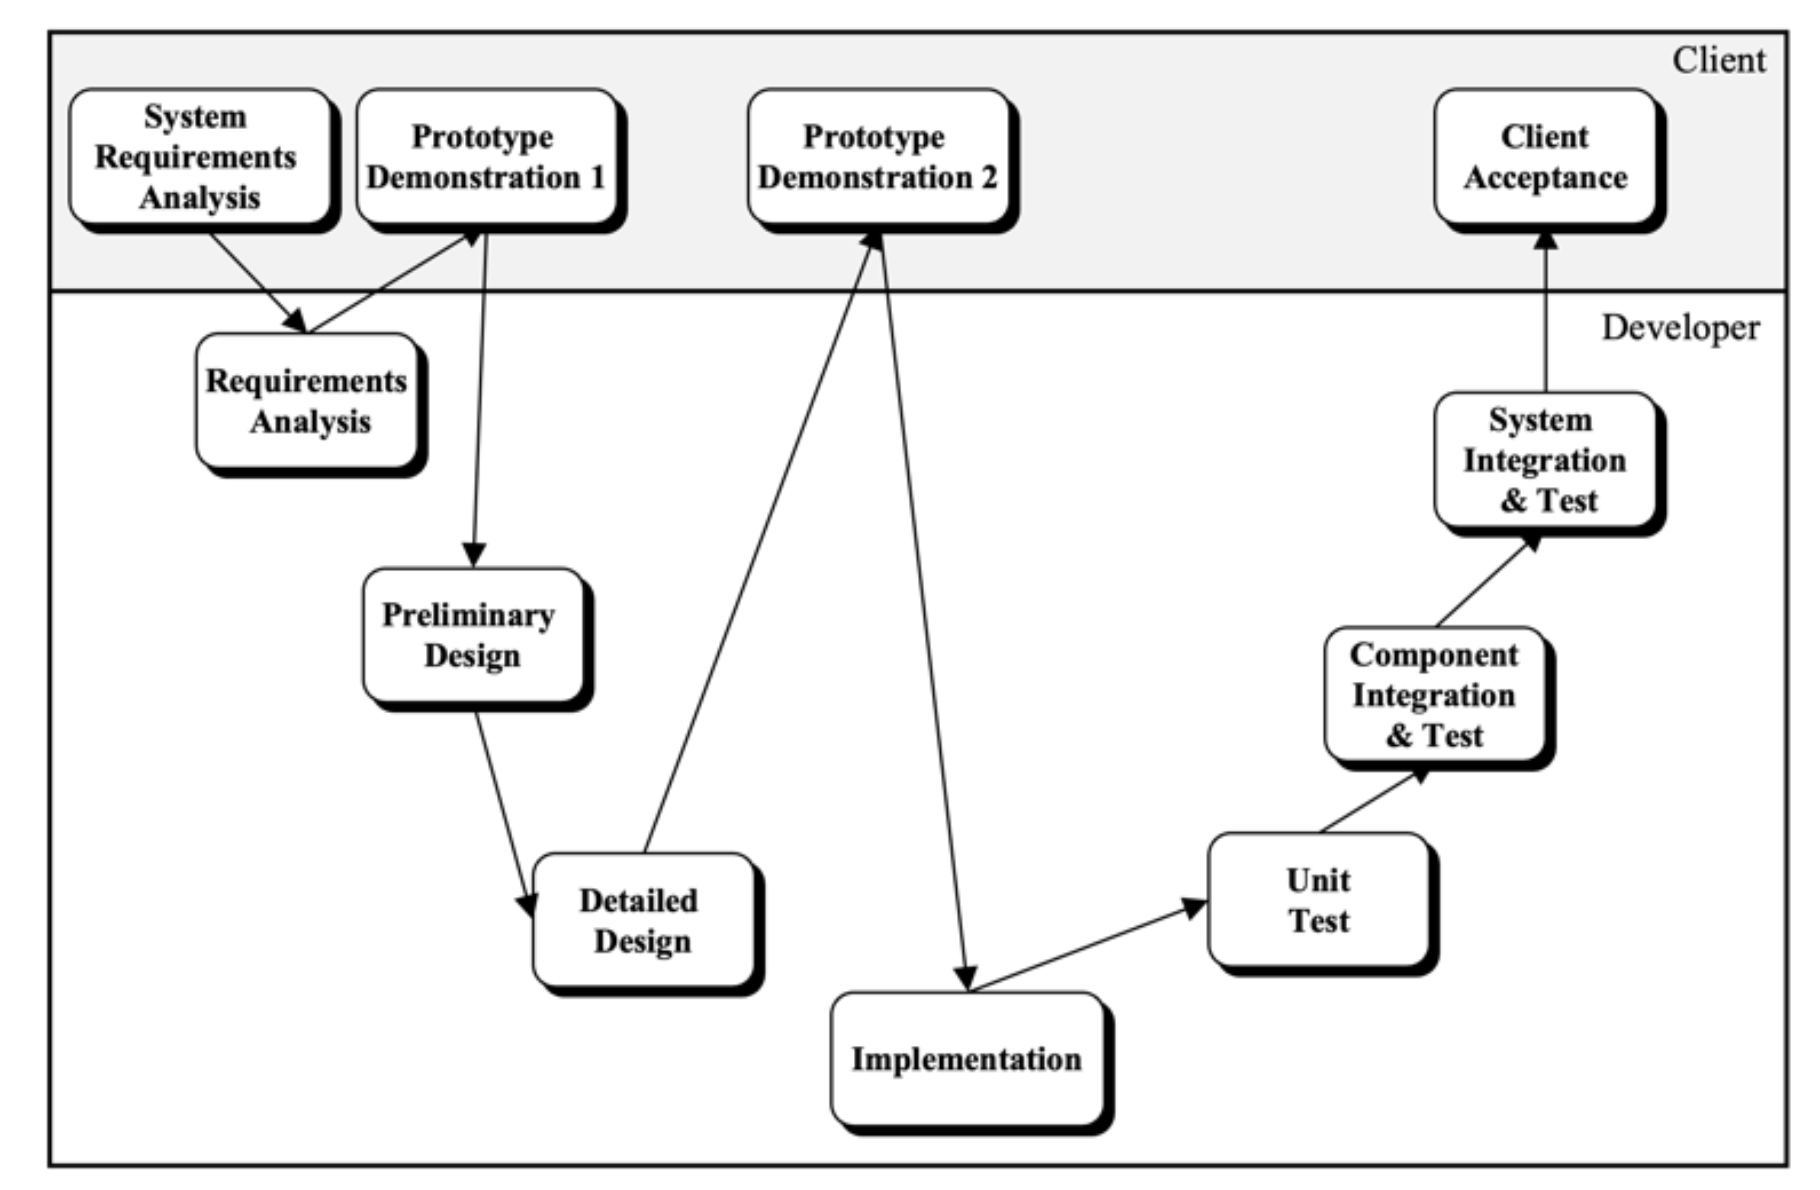 Client
System
Requirements
Analysis
Prototype
Demonstration 1
Prototype
Demonstration 2
Client
Acceptance
Developer
Requirements
Analysis
System
Integration
& Test
Preliminary
Design
Component
Integration
& Test
Detailed
Design
Unit
Test
Implementation